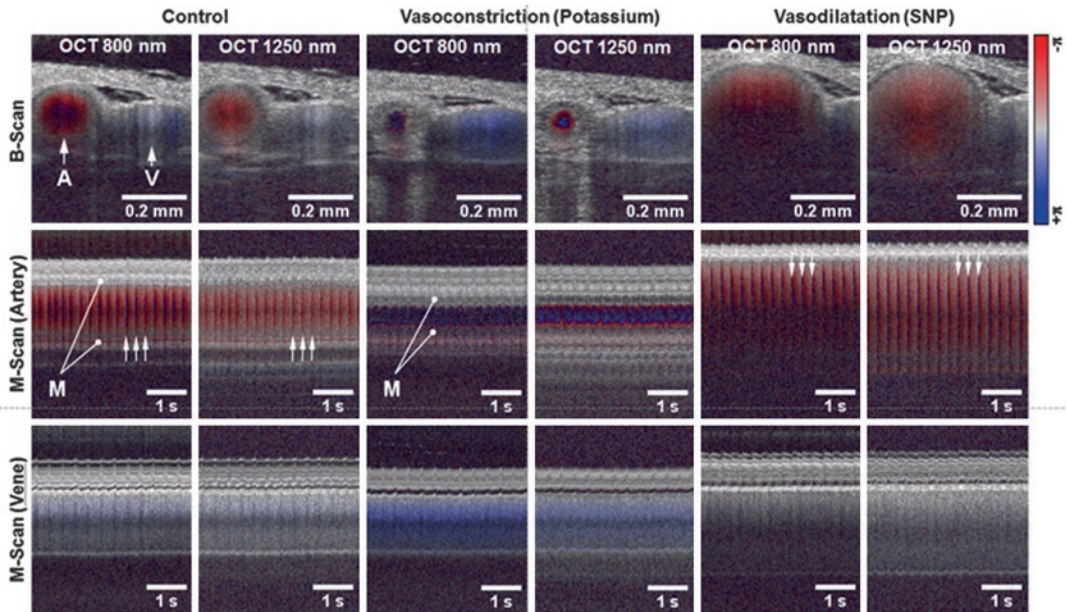 Control Vasoconstriction (Potassium) Vasodilatation (SNP)
OCT 800 nm OCT 1250 nm OCT 800 nm OCT 1250 nm OCT 800 nm OCT 1250 nm
B-Scan
-π
A V
0.2 mm 0.2 mm 0.2 mm 0.2 mm 0.2 mm 0.2 mm
+π
M-Scan (Artery)
M M
1 s 1 s 1 s 1 s 1 s 1 s
M-Scan (Vene)
1 s 1 s 1 s 1 s 1 s 1 s